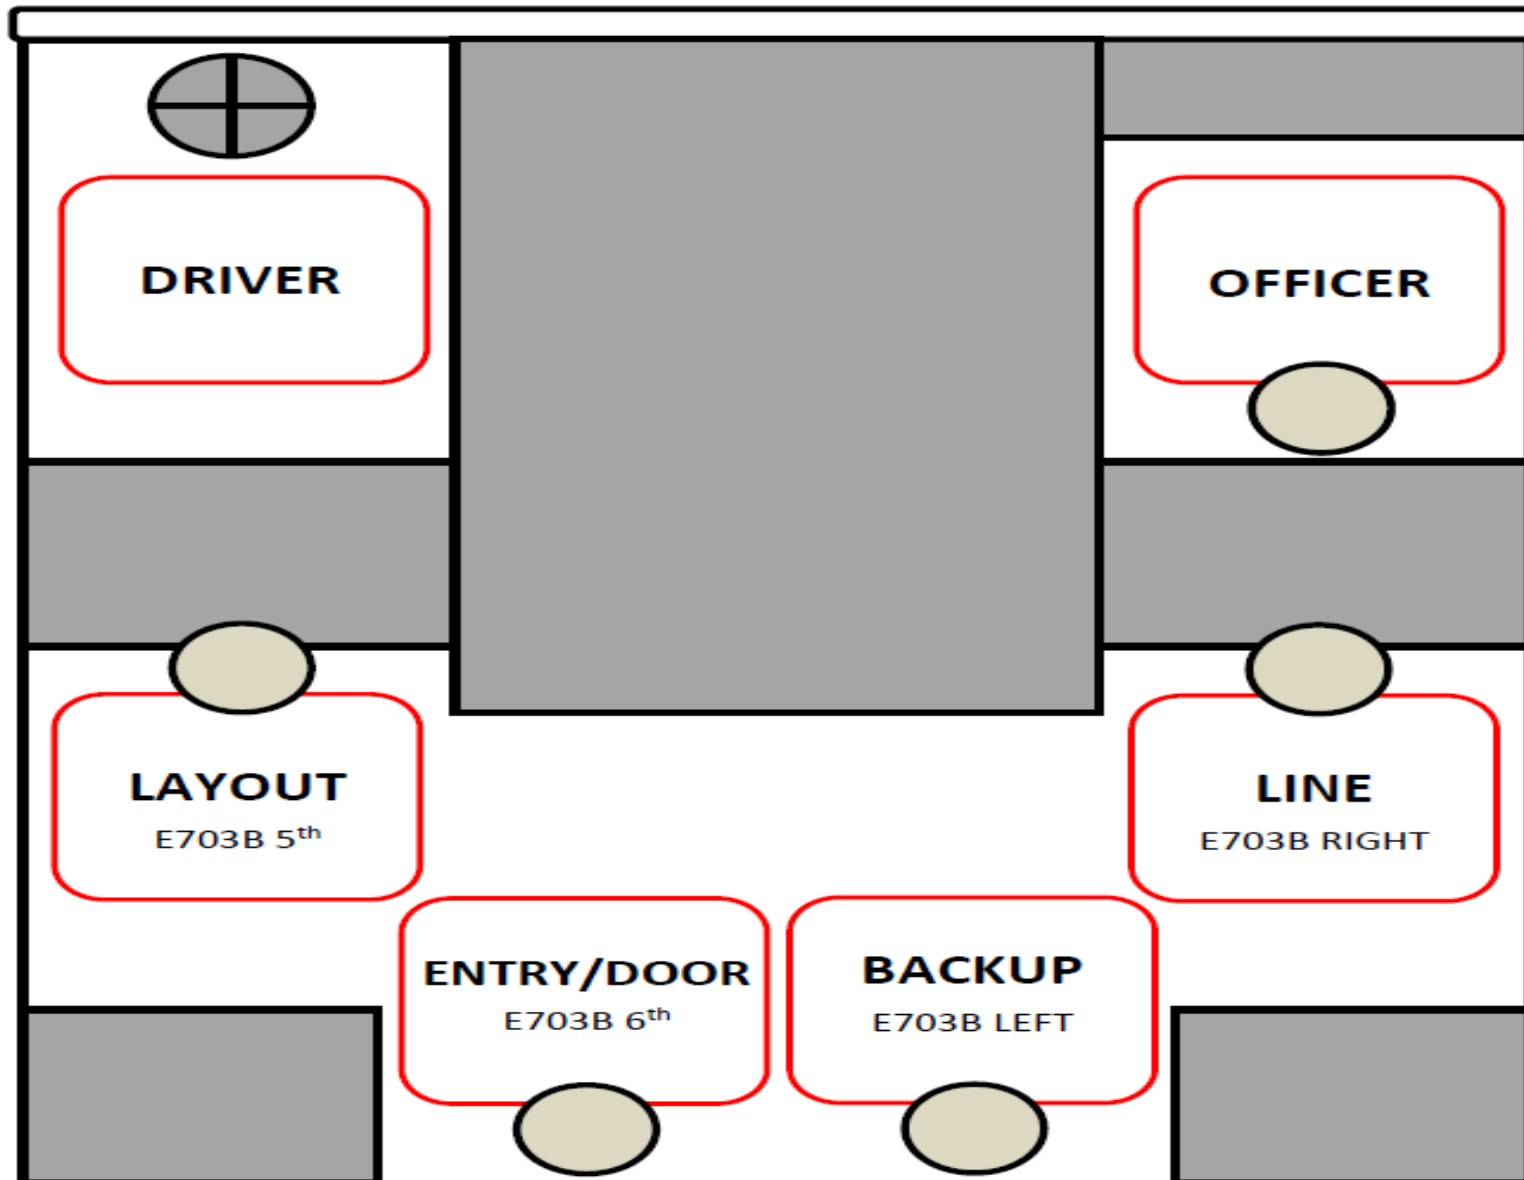 DRIVER
OFFICER
LAYOUT
E703B 5th
LINE
E703B RIGHT
ENTRY/DOOR
E703B 6th
BACKUP
E703B LEFT